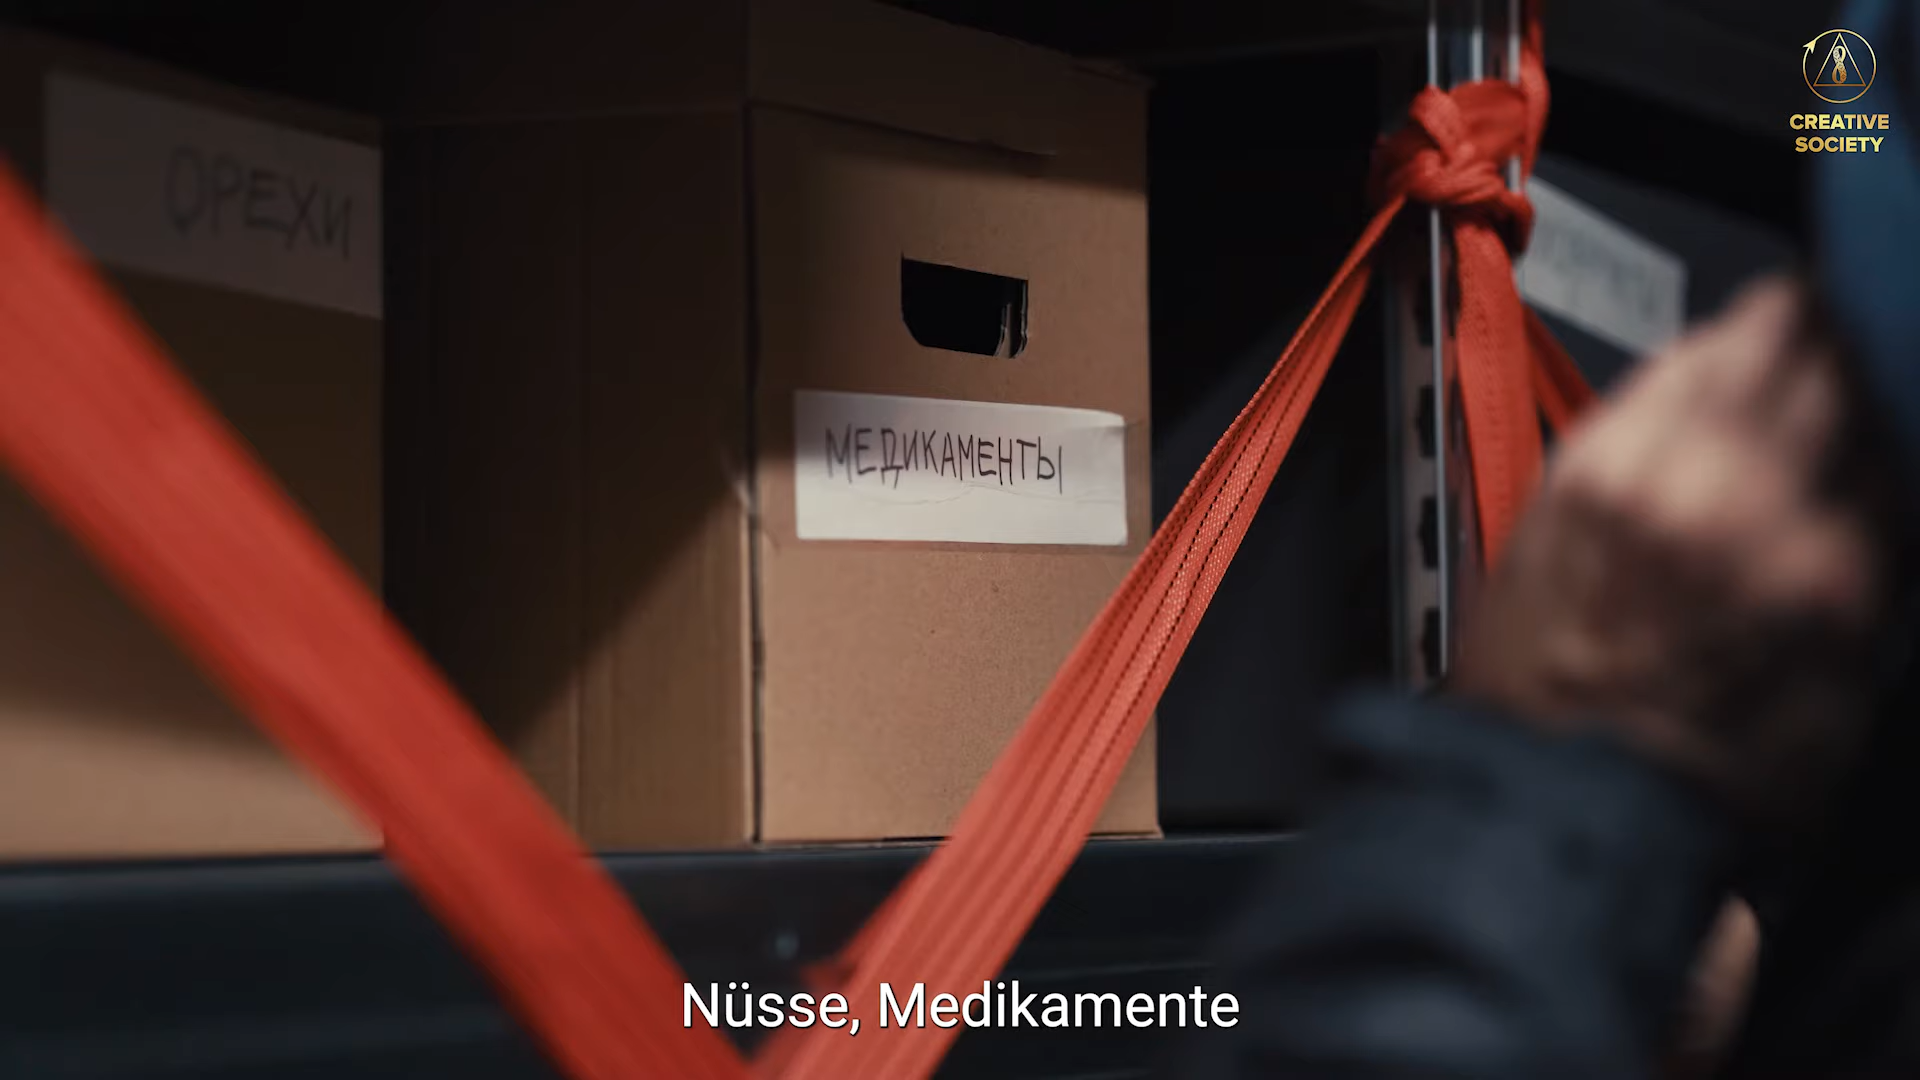 CREATIVE
SOCIETY
ОРЕХИ
МЕДИКАМЕНТЫ
Nüsse, Medikamente